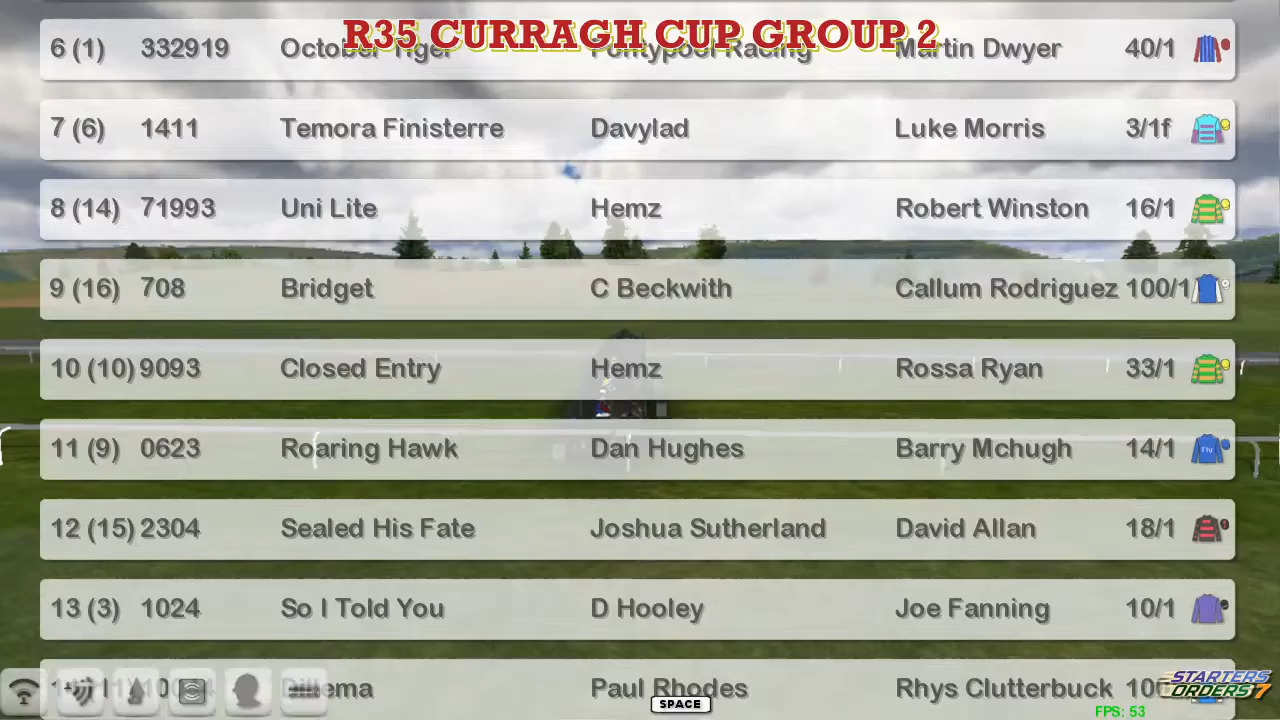 R35 CURRAGH CUP GROUP 2
6 (1) 332919 October Tiger Pontypool Racing Martin Dwyer 40/1
7 (6) 1411 Temora Finisterre Davylad Luke Morris 3/1f
8 (14) 71993 Uni Lite Hemz Robert Winston 16/1
9 (16) 708 Bridget C Beckwith Callum Rodriguez 100/1
10 (10) 9093 Closed Entry Hemz Rossa Ryan 33/1
11 (9) 0623 Roaring Hawk Dan Hughes Barry Mchugh 14/1
12 (15) 2304 Sealed His Fate Joshua Sutherland David Allan 18/1
13 (3) 1024 So I Told You D Hooley Joe Fanning 10/1
Paul Rhodes Rhys Clutterbuck
SPACE
STARTERS
ORDERS 7
FPS: 53